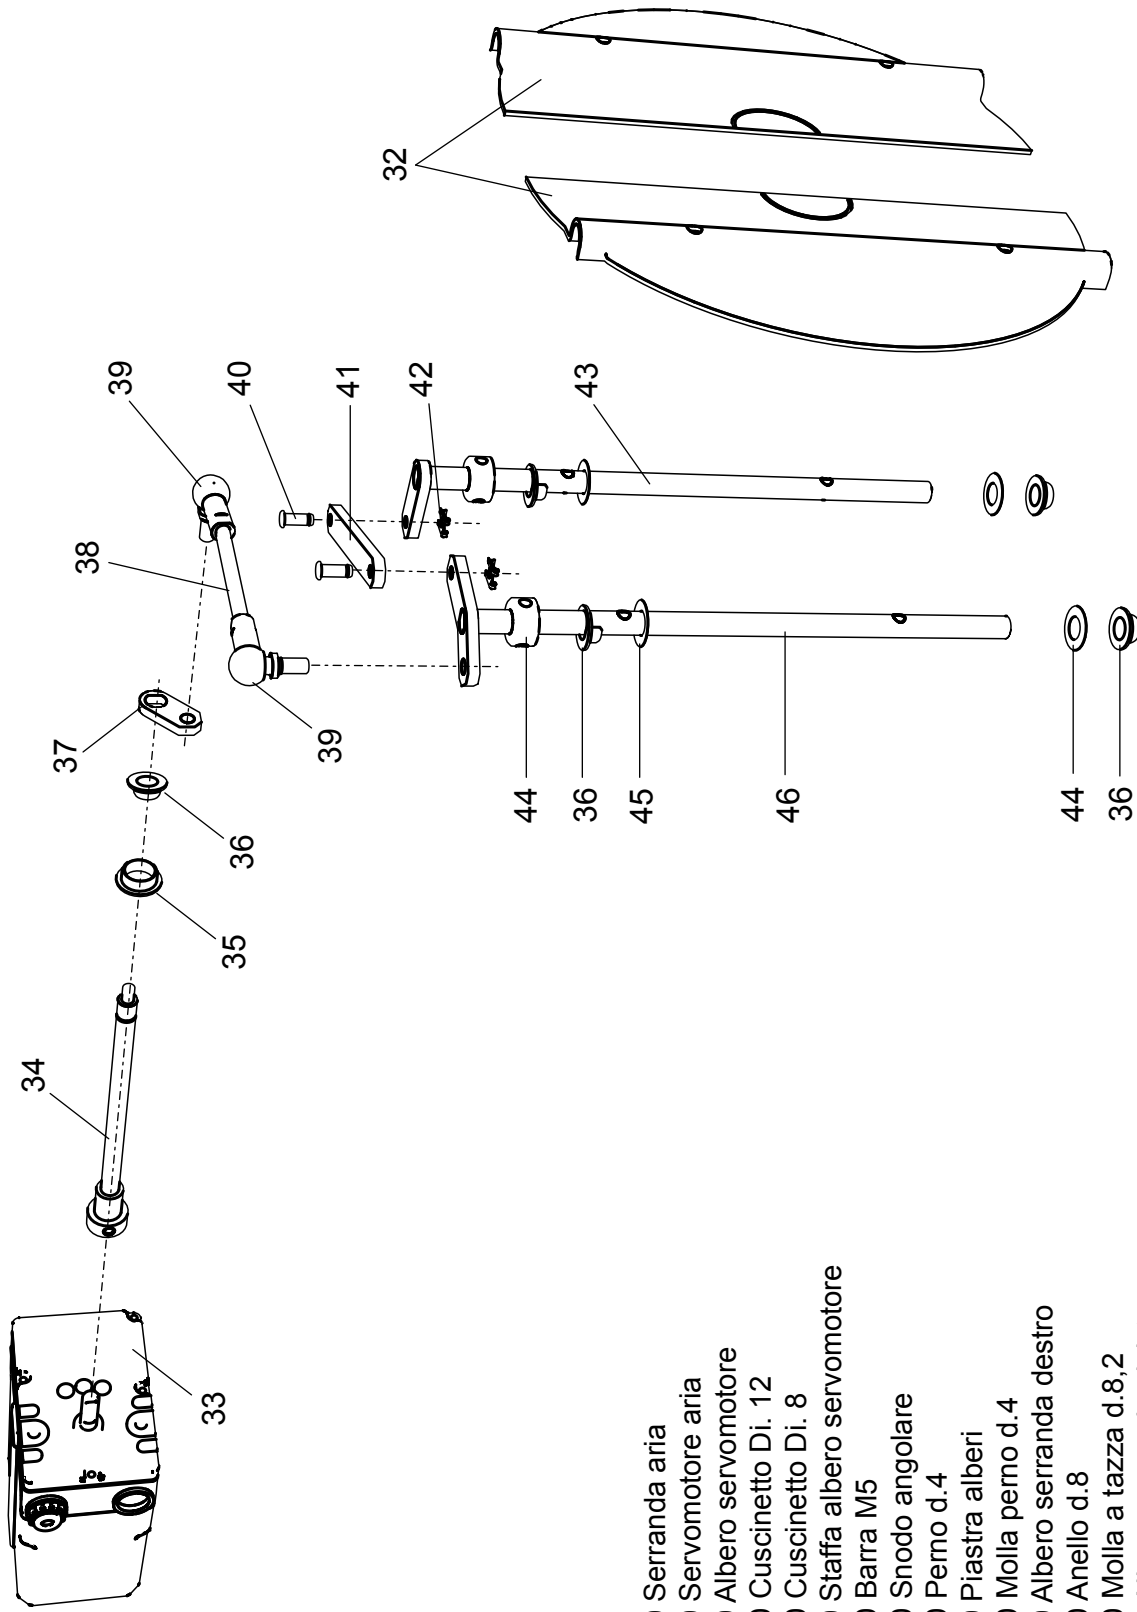 34
37
38
39
33
35
36
40
39
41
32
42
44
36
43
45
46
44
36
) Serranda aria
) Servomotore aria
) Albero servomotore
) Cuscinetto Di. 12
) Cuscinetto Di. 8
) Staffa albero servomotore
) Barra M5
) Snodo angolare
) Perno d.4
) Piastra alberi
) Molla perno d.4
) Albero serranda destro
) Anello d.8
) Molla a tazza d.8,2